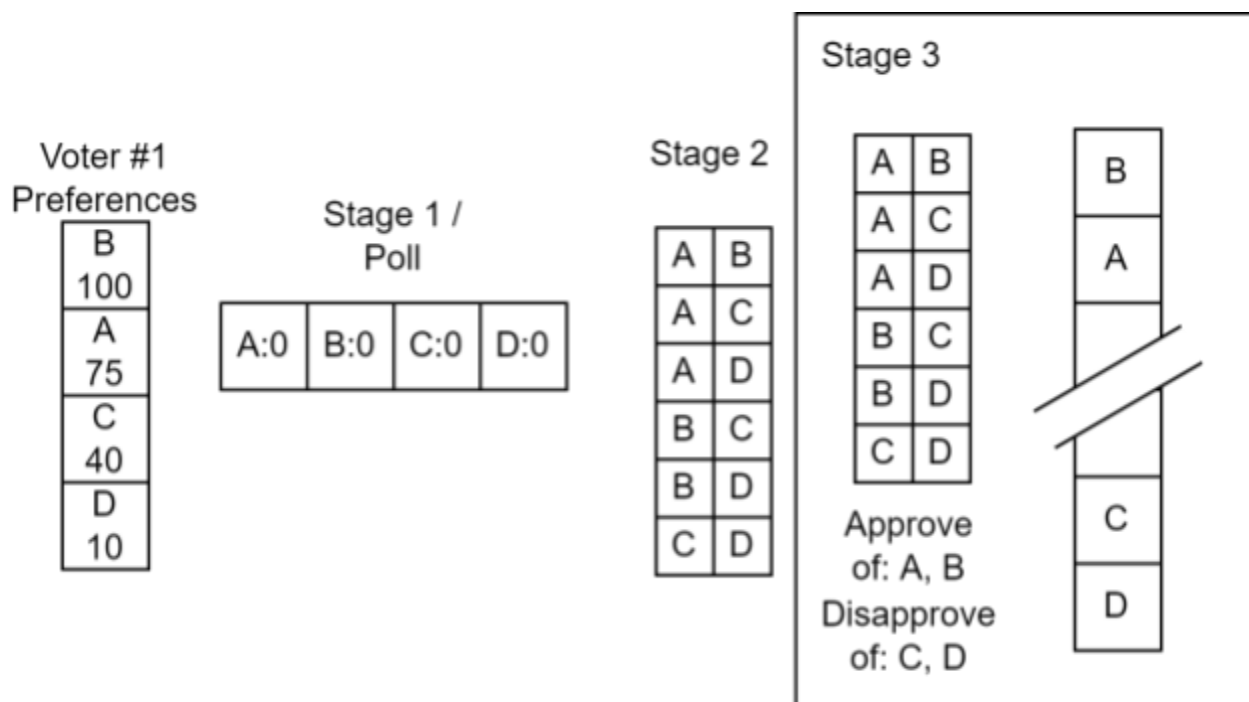 Voter #1
Preferences
B
100
A
75
C
40
D
10
Stage 1 /
Poll
A:0 B:0 C:0 D:0
Stage 2
A B
A C
A D
B C
B D
C D
Stage 3
A B
A C
A D
B C
B D
C D
Approve
of: A, B
Disapprove
of: C, D
B
A
C
D